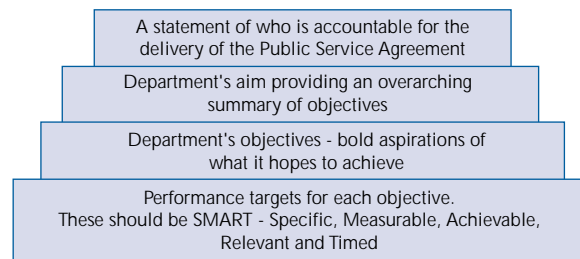 A statement of who is accountable for the
delivery of the Public Service Agreement
Department's aim providing an overarching
summary of objectives
Department's objectives - bold aspirations of
what it hopes to achieve
Performance targets for each objective.
These should be SMART - Specific, Measurable, Achievable,
Relevant and Timed